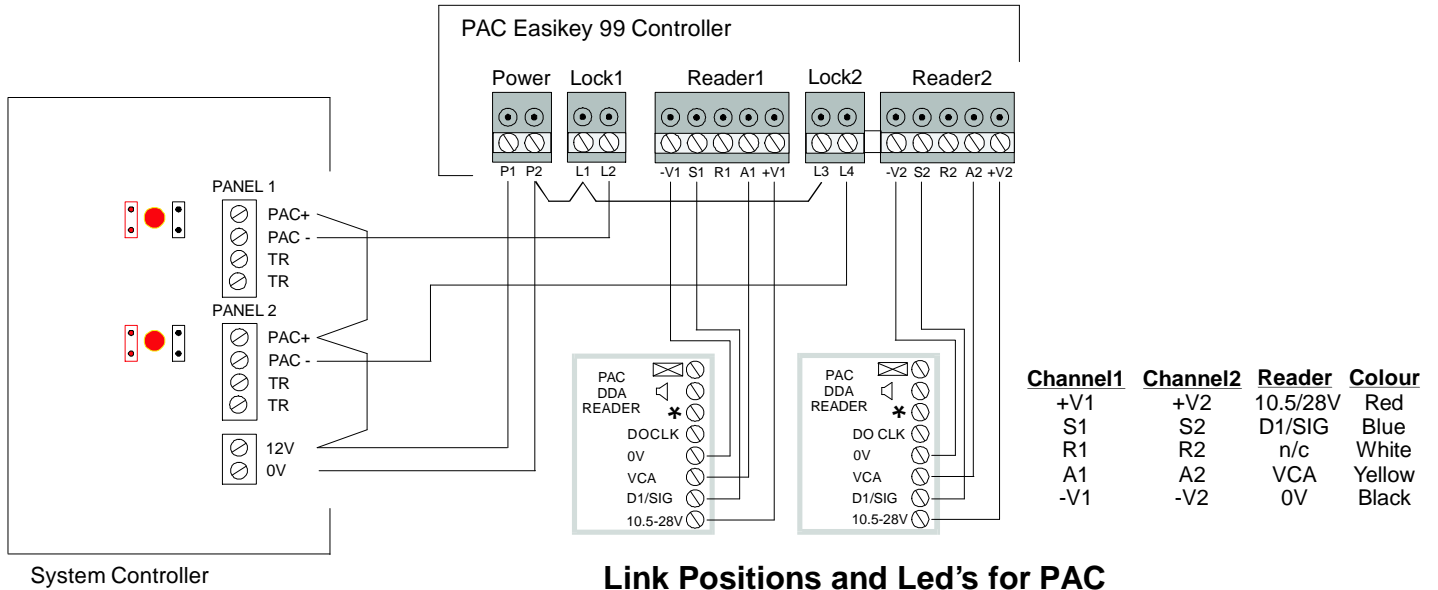 PAC Easikey 99 Controller
Power Lock1 Reader1 Lock2 Reader2
P1 P2 L1 L2 -V1 S1 R1 A1 +V1 L3 L4 -V2 S2 R2 A2 +V2
PANEL 1
PAC+
PAC -
TR
TR
PANEL 2
PAC+
PAC -
TR
TR
12V
0V
System Controller
PAC
DDA
READER
*
DOCLK
0V
VCA
D1/SIG
10.5-28V
PAC
DDA
READER
*
DO CLK
0V
VCA
D1/SIG
10.5-28V
Channel1 Channel2 Reader Colour
+V1 +V2 10.5/28V Red
S1 S2 D1/SIG Blue
R1 R2 n/c White
A1 A2 VCA Yellow
-V1 -V2 0V Black
Link Positions and Led's for PAC